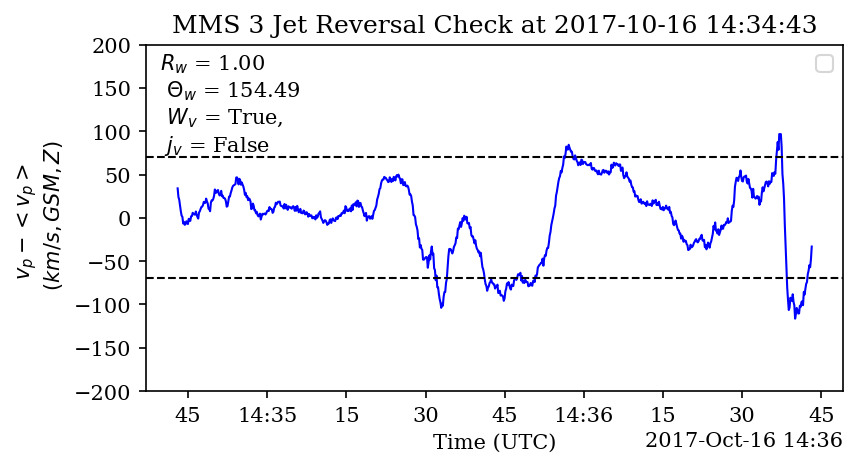 MMS 3 Jet Reversal Check at 2017-10-16 14:34:43
R_w = 1.00
Θ_w = 154.49
W_v = True,
j_v = False
v_p - < v_p >
(km/s, GSM, Z)
200
150
100
50
0
−50
−100
−150
−200
45 14:35 15 30 45 14:36 15 30 45
Time (UTC)
2017-Oct-16 14:36